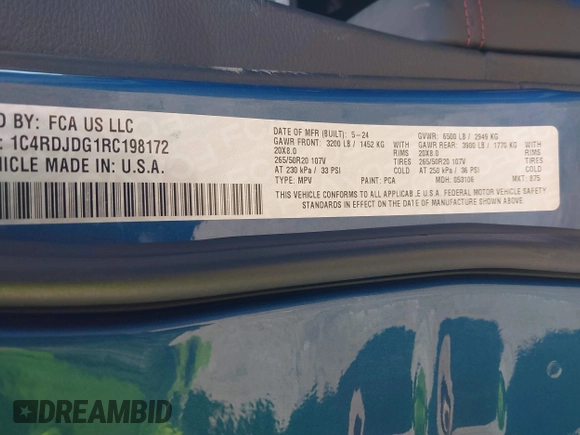 D BY: FCA US LLC
: 1C4RDJDG1RC198172
VEHICLE MADE IN: U.S.A.
DATE OF MFR (BUILT): 5-24 GVWR: 6500 LB / 2949 KG
GAWR FRONT: 3200 LB / 1452 KG WITH GAWR REAR: 3900 LB / 1770 KG WITH
20X8.0 RIMS 20X8.0 RIMS
265/50R20 107V TIRES 265/50R20 107V TIRES
AT 230 kPa / 33 PSI COLD AT 250 kPa / 36 PSI COLD
TYPE: MPV PAINT: PCA MDH: 053106 MKT: 875
THIS VEHICLE CONFORMS TO ALL APPLICABLE U.S.A. FEDERAL MOTOR VEHICLE SAFETY
STANDARDS IN EFFECT ON THE DATE OF MANUFACTURE SHOWN ABOVE.
DREAMBID